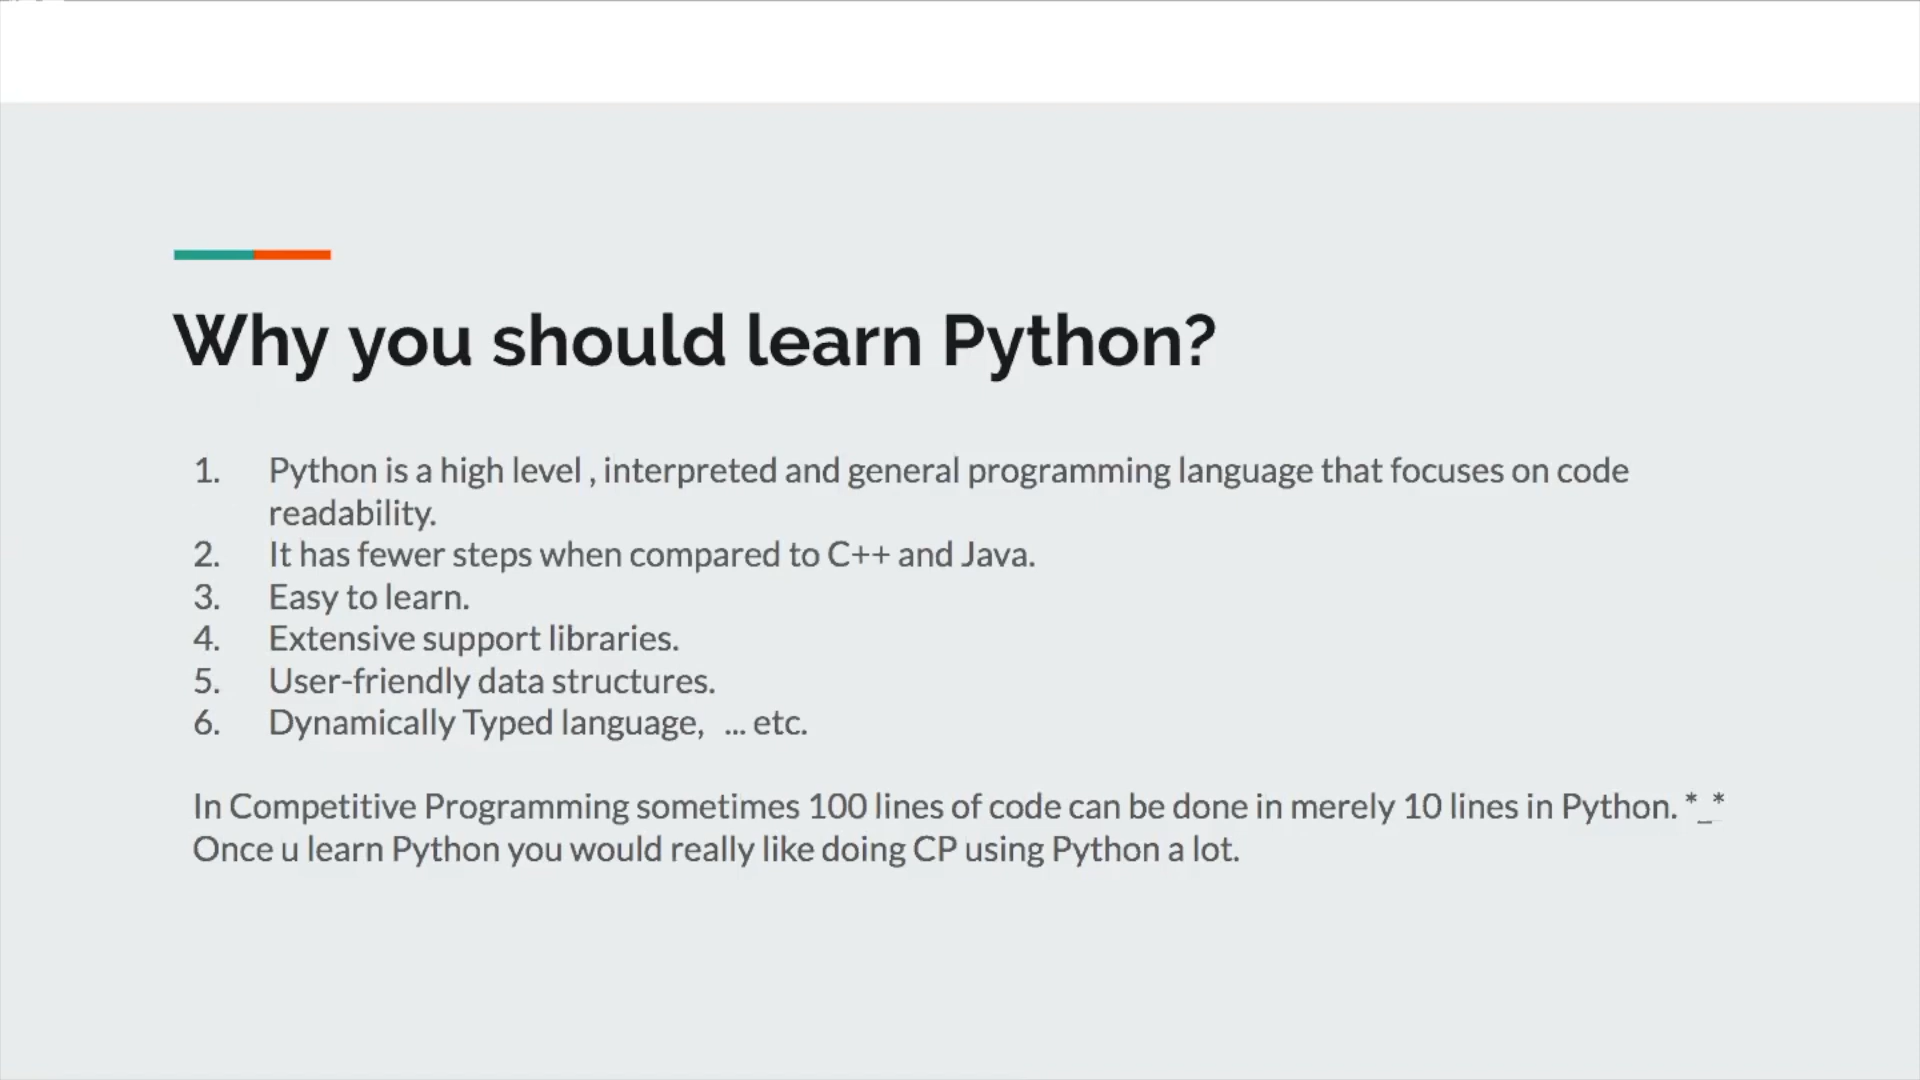 Why you should learn Python?
1. Python is a high level , interpreted and general programming language that focuses on code
readability.
2. It has fewer steps when compared to C++ and Java.
3. Easy to learn.
4. Extensive support libraries.
5. User-friendly data structures.
6. Dynamically Typed language,  ... etc.
In Competitive Programming sometimes 100 lines of code can be done in merely 10 lines in Python. *_*
Once u learn Python you would really like doing CP using Python a lot.